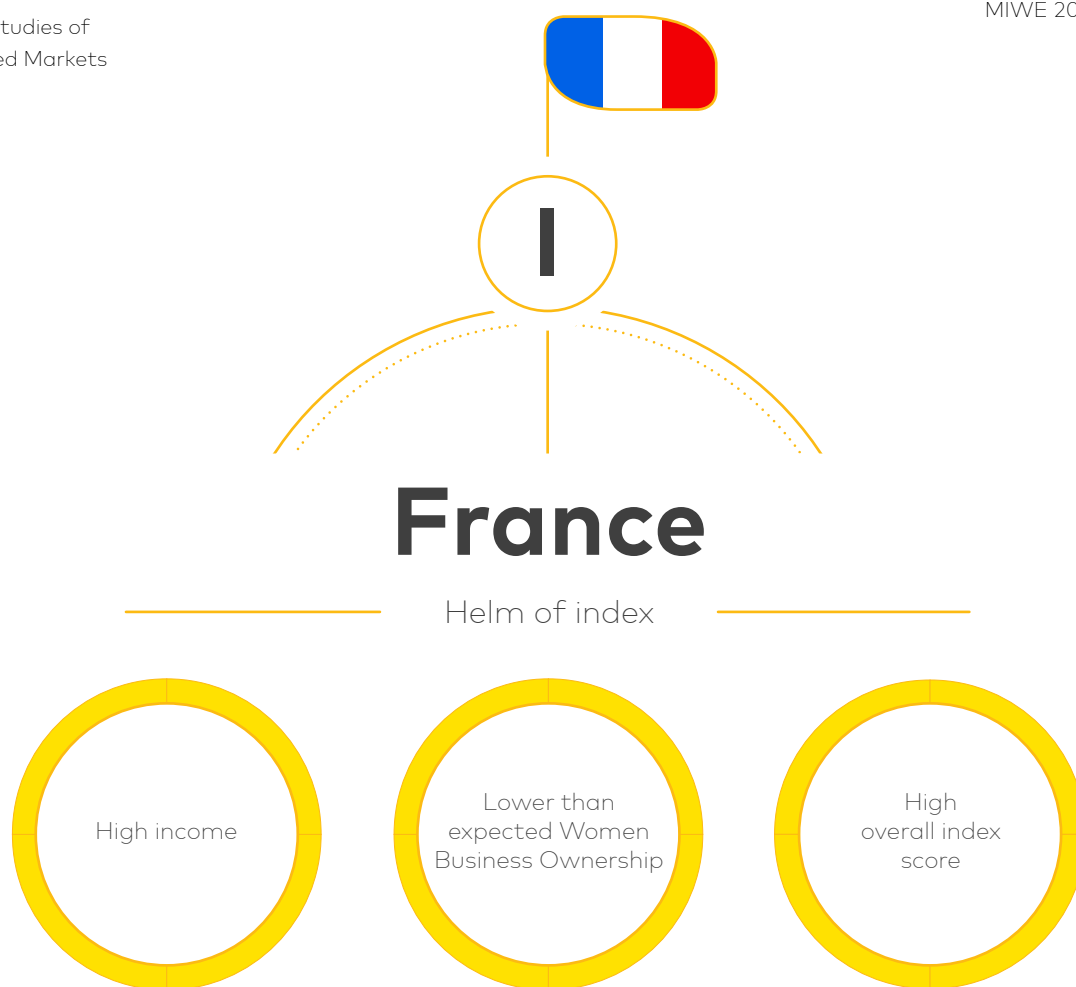 tudies of
ed Markets
MIWE 20
I
France
Helm of index
High income
Lower than
expected Women
Business Ownership
High
overall index
score